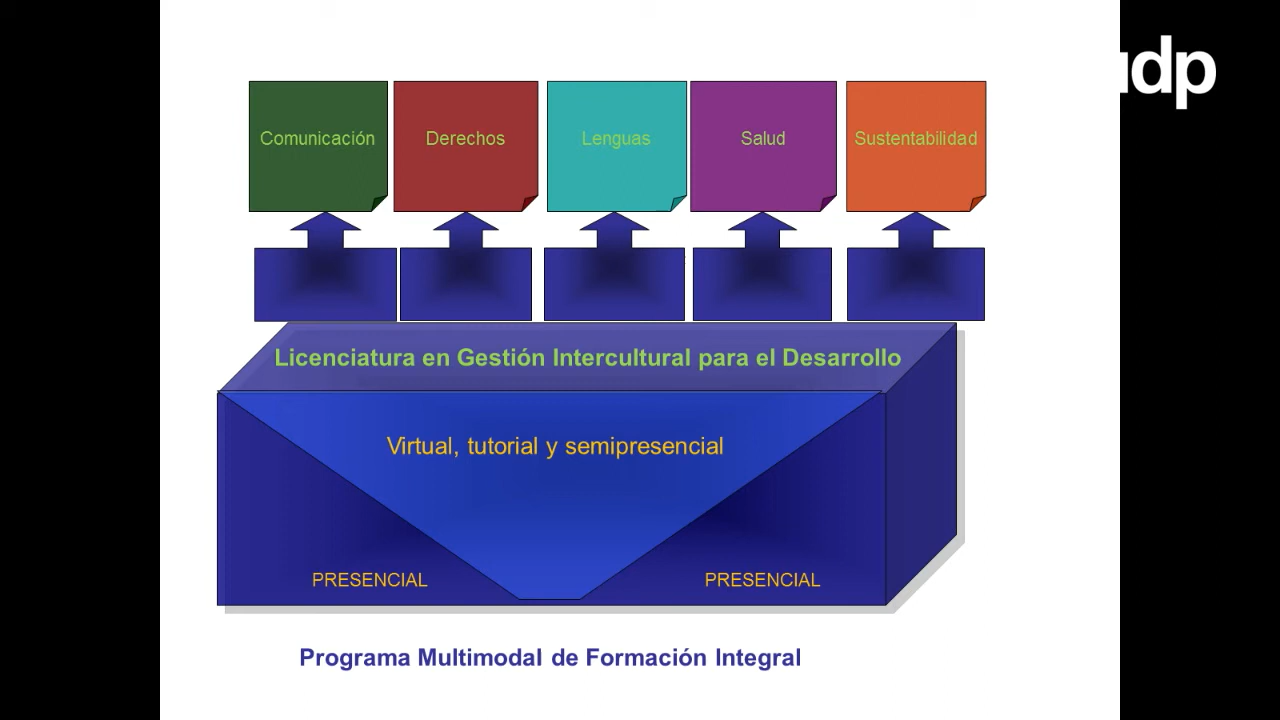 udp
Comunicación
Derechos
Lenguas
Salud
Sustentabilidad
Licenciatura en Gestión Intercultural para el Desarrollo
Virtual, tutorial y semipresencial
PRESENCIAL
PRESENCIAL
Programa Multimodal de Formación Integral